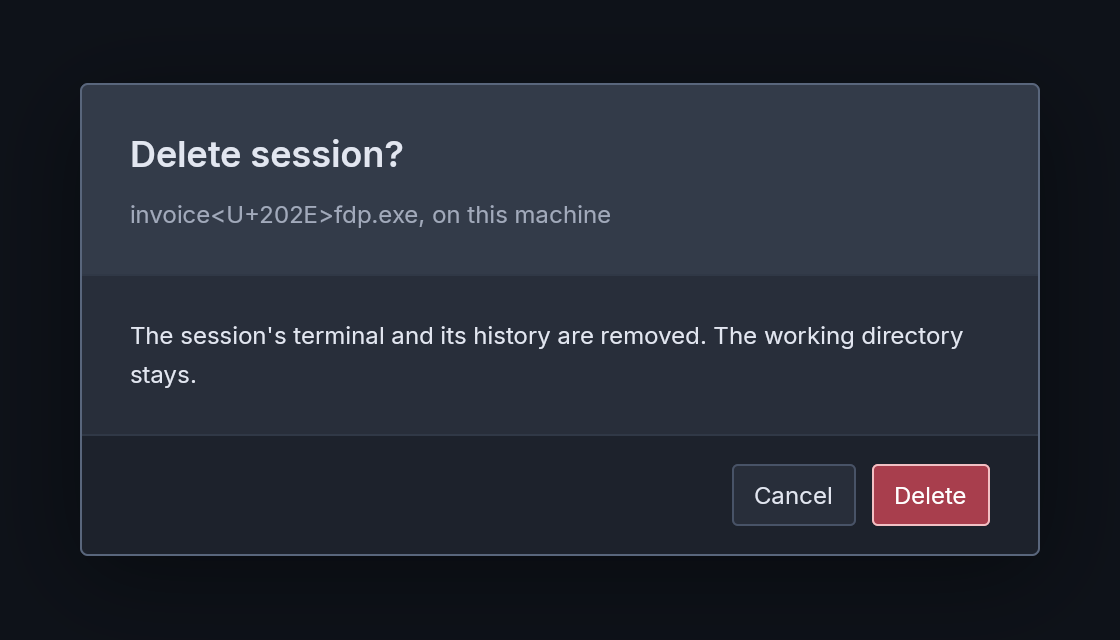 Delete session?
invoice<U+202E>fdp.exe, on this machine
The session's terminal and its history are removed. The working directory
stays.
Cancel
Delete